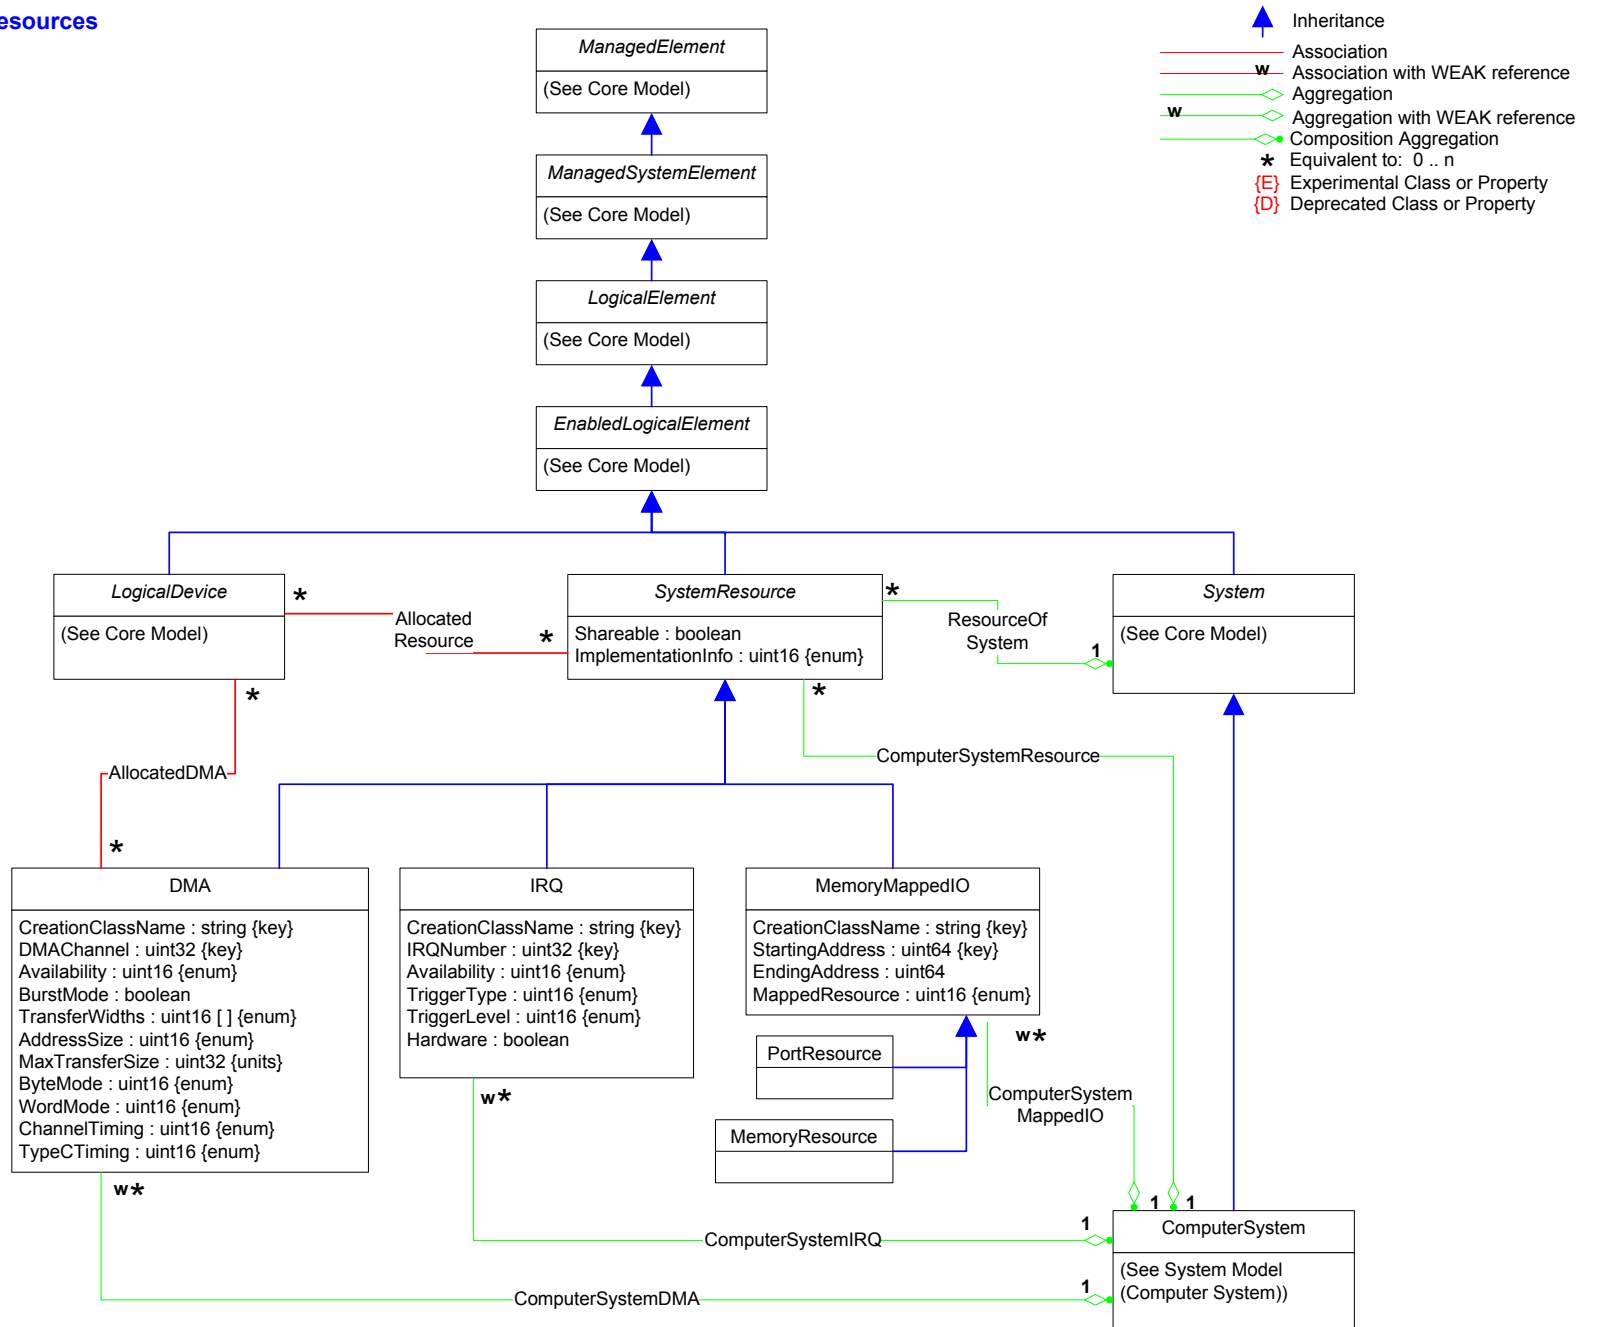 esources
Inheritance
Association
w
Association with WEAK reference
Aggregation
w
Aggregation with WEAK reference
Composition Aggregation
* Equivalent to: 0 .. n
{E} Experimental Class or Property
{D} Deprecated Class or Property
ManagedElement
(See Core Model)
ManagedSystemElement
(See Core Model)
LogicalElement
(See Core Model)
EnabledLogicalElement
(See Core Model)
LogicalDevice
(See Core Model)
*
Allocated
Resource
*
SystemResource
Shareable : boolean
ImplementationInfo : uint16 {enum}
*
ResourceOf
System
1
System
(See Core Model)
*
*
ComputerSystemResource
AllocatedDMA
*
DMA
CreationClassName : string {key}
DMAChannel : uint32 {key}
Availability : uint16 {enum}
BurstMode : boolean
TransferWidths : uint16 [ ] {enum}
AddressSize : uint16 {enum}
MaxTransferSize : uint32 {units}
ByteMode : uint16 {enum}
WordMode : uint16 {enum}
ChannelTiming : uint16 {enum}
TypeCTiming : uint16 {enum}
w*
IRQ
CreationClassName : string {key}
IRQNumber : uint32 {key}
Availability : uint16 {enum}
TriggerType : uint16 {enum}
TriggerLevel : uint16 {enum}
Hardware : boolean
w*
MemoryMappedIO
CreationClassName : string {key}
StartingAddress : uint64 {key}
EndingAddress : uint64
MappedResource : uint16 {enum}
w*
PortResource
MemoryResource
ComputerSystem
MappedIO
1 1
ComputerSystemIRQ
1
ComputerSystemDMA
1
ComputerSystem
(See System Model
(Computer System))